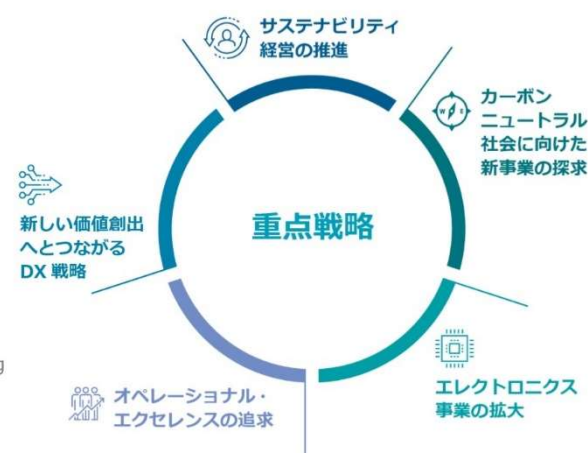 サステナビリティ
経営の推進
カーボン
ニュートラル
社会に向けた
新事業の探求
新しい価値創出
へとつながる
DX 戦略
重点戦略
エレクトロニクス
事業の拡大
オペレーショナル・
エクセレンスの追求
g
W E